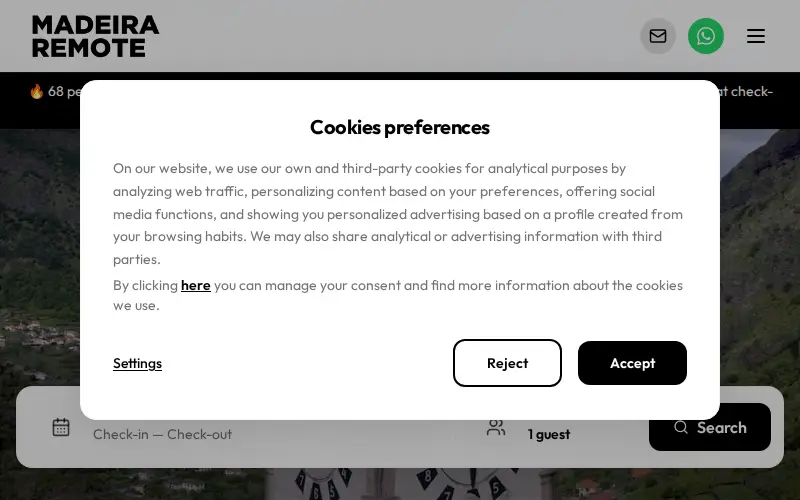 MADEIRA
REMOTE
🔥 68 pe
at check-
Cookies preferences
On our website, we use our own and third-party cookies for analytical purposes by
analyzing web traffic, personalizing content based on your preferences, offering social
media functions, and showing you personalized advertising based on a profile created from
your browsing habits. We may also share analytical or advertising information with third
parties.
By clicking here you can manage your consent and find more information about the cookies
we use.
Settings
Reject
Accept
Check-in — Check-out
1 guest
Search